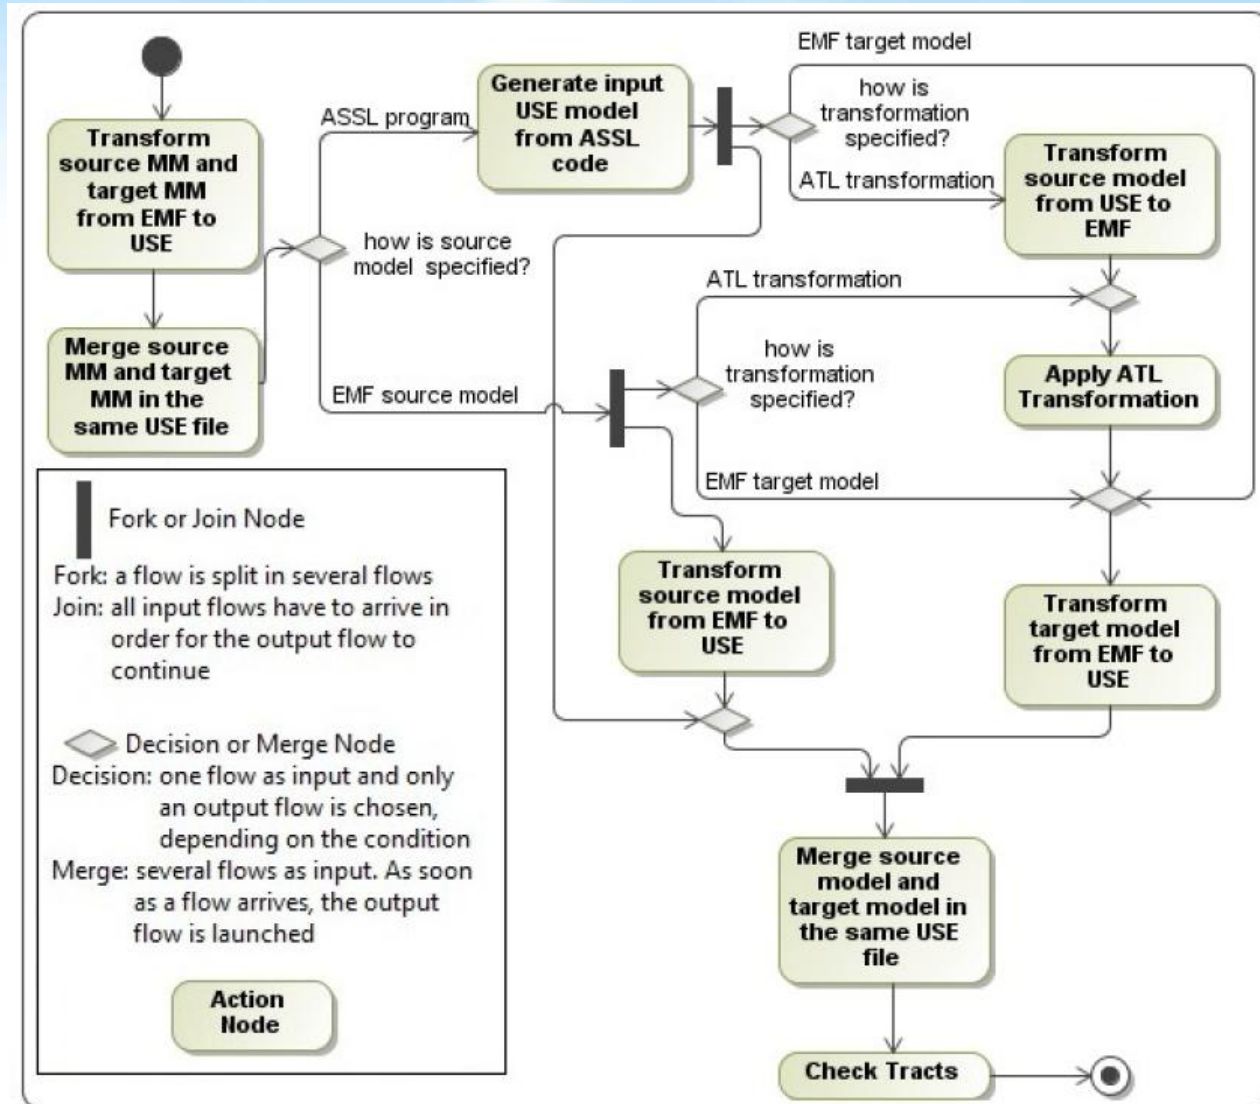 Transform
source MM and
target MM
from EMF to
USE
Merge source
MM and target
MM in the
same USE file
ASSL program
how is source
model specified?
EMF source model
Generate input
USE model
from ASSL
code
EMF target model
how is
transformation
specified?
ATL transformation
Transform
source model
from USE to
EMF
ATL transformation
how is
transformation
specified?
EMF target model
Apply ATL
Transformation
Transform
source model
from EMF to
USE
Transform
target model
from EMF to
USE
Merge source
model and
target model in
the same USE
file
Check Tracts
Fork or Join Node
Fork: a flow is split in several flows
Join: all input flows have to arrive in
order for the output flow to
continue
Decision or Merge Node
Decision: one flow as input and only
an output flow is chosen,
depending on the condition
Merge: several flows as input. As soon
as a flow arrives, the output
flow is launched
Action
Node